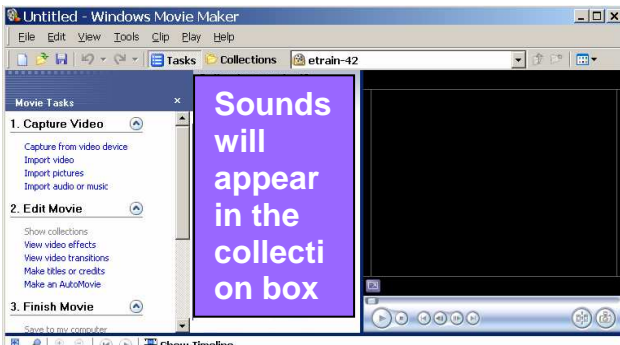 Untitled - Windows Movie Maker
File Edit View Tools Clip Play Help
Tasks Collections etrain-42
Movie Tasks ×
1. Capture Video
Capture from video device
Import video
Import pictures
Import audio or music
2. Edit Movie
Show collections
View video effects
View video transitions
Make titles or credits
Make an AutoMovie
3. Finish Movie
Save to my computer
Sounds
will
appear
in the
collecti
on box
Show Timeline